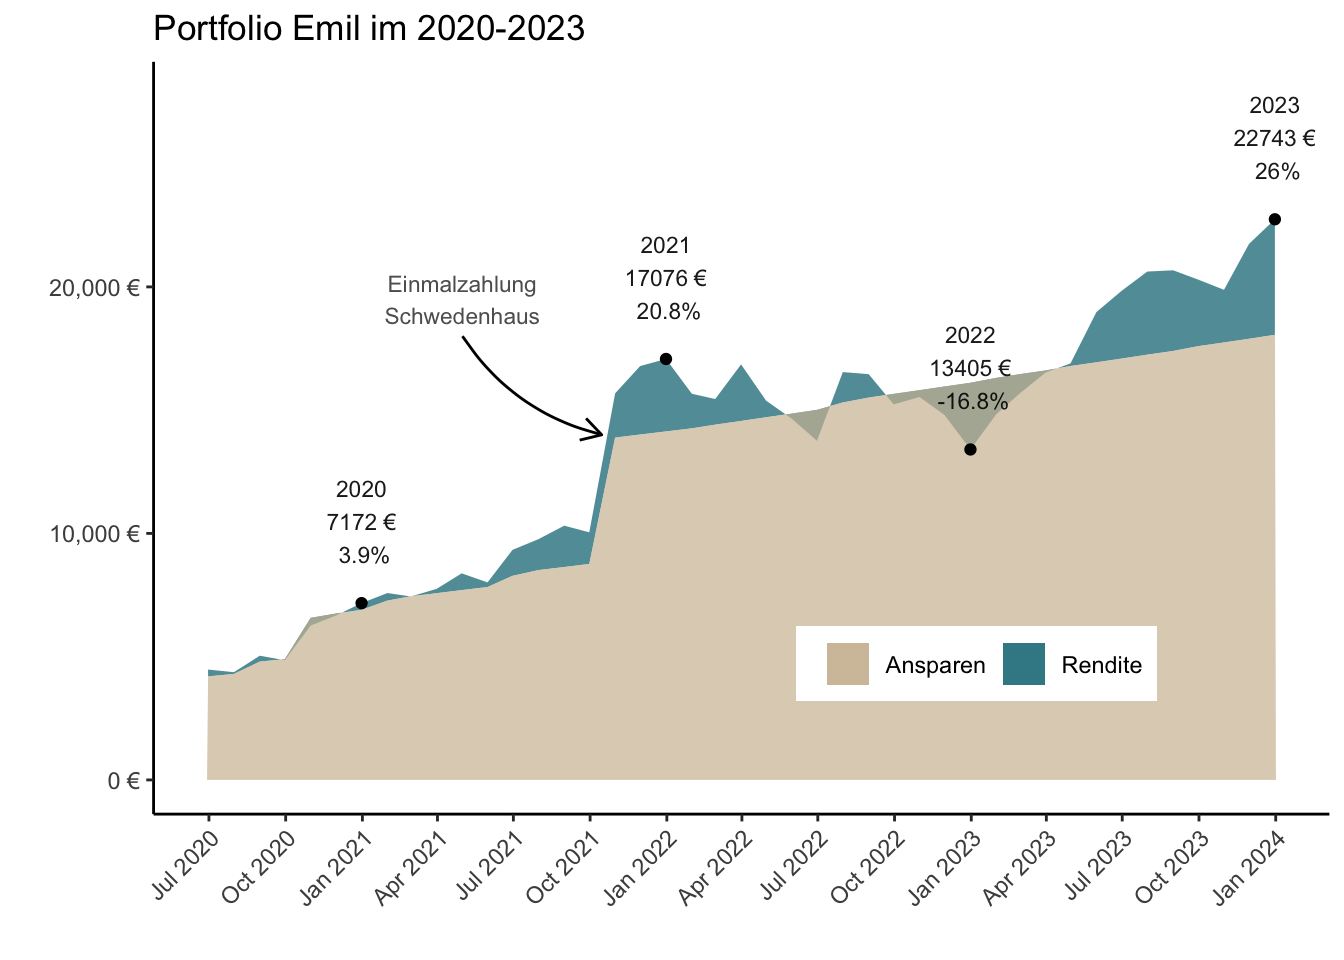 Portfolio Emil im 2020-2023
2023
22743 €
26%
2021
17076 €
20.8%
Einmalzahlung
Schwedenhaus
2022
13405 €
-16.8%
2020
7172 €
3.9%
20,000 €
10,000 €
0 €
Ansparen
Rendite
Jul 2020
Oct 2020
Jan 2021
Apr 2021
Jul 2021
Oct 2021
Jan 2022
Apr 2022
Jul 2022
Oct 2022
Jan 2023
Apr 2023
Jul 2023
Oct 2023
Jan 2024